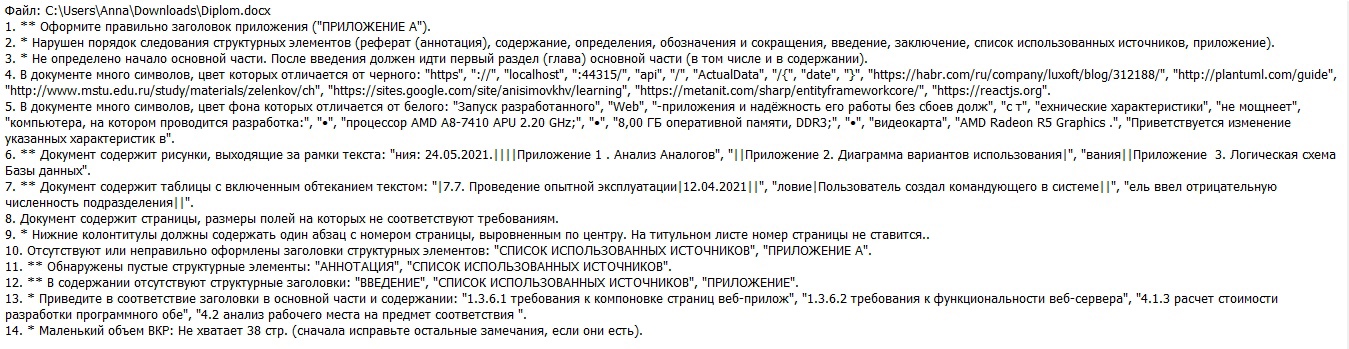 Файл: C:\Users\Anna\Downloads\Diplom.docx
1. ** Оформите правильно заголовок приложения ("ПРИЛОЖЕНИЕ А").
2. * Нарушен порядок следования структурных элементов (реферат (аннотация), содержание, определения, обозначения и сокращения, введение, заключение, список использованных источников, приложение).
3. * Не определено начало основной части. После введения должен идти первый раздел (глава) основной части (в том числе и в содержании).
4. В документе много символов, цвет которых отличается от черного: "https", "://", "localhost", ":44315/", "api", "/", "ActualData", "/{", "date", "}", "https://habr.com/ru/company/luxoft/blog/312188/", "http://plantuml.com/guide",
"http://www.mstu.edu.ru/study/materials/zelenkov/ch", "https://sites.google.com/site/anisimovkhv/learning", "https://metanit.com/sharp/entityframeworkcore/", "https://reactjs.org".
5. В документе много символов, цвет фона которых отличается от белого: "Запуск разработанного", "Web", "-приложения и надёжность его работы без сбоев долж", "с т", "ехнические характеристики", "не мощнеет",
"компьютера, на котором проводится разработка:", "•", "процессор AMD A8-7410 APU 2.20 GHz;", "•", "8,00 ГБ оперативной памяти, DDR3;", "•", "видеокарта", "AMD Radeon R5 Graphics .", "Приветствуется изменение
указанных характеристик в".
6. ** Документ содержит рисунки, выходящие за рамки текста: "ния: 24.05.2021.||||Приложение 1 . Анализ Аналогов", "||Приложение 2. Диаграмма вариантов использования|", "вания||Приложение  3. Логическая схема
Базы данных".
7. ** Документ содержит таблицы с включенным обтеканием текстом: "|7.7. Проведение опытной эксплуатации|12.04.2021||", "ловие|Пользователь создал командующего в системе||", "ель ввел отрицательную
численность подразделения||".
8. Документ содержит страницы, размеры полей на которых не соответствуют требованиям.
9. * Нижние колонтитулы должны содержать один абзац с номером страницы, выровненным по центру. На титульном листе номер страницы не ставится..
10. Отсутствуют или неправильно оформлены заголовки структурных элементов: "СПИСОК ИСПОЛЬЗОВАННЫХ ИСТОЧНИКОВ", "ПРИЛОЖЕНИЕ А".
11. ** Обнаружены пустые структурные элементы: "АННОТАЦИЯ", "СПИСОК ИСПОЛЬЗОВАННЫХ ИСТОЧНИКОВ".
12. ** В содержании отсутствуют структурные заголовки: "ВВЕДЕНИЕ", "СПИСОК ИСПОЛЬЗОВАННЫХ ИСТОЧНИКОВ", "ПРИЛОЖЕНИЕ".
13. * Приведите в соответствие заголовки в основной части и содержании: "1.3.6.1 требования к компоновке страниц веб-прилож", "1.3.6.2 требования к функциональности веб-сервера", "4.1.3 расчет стоимости
разработки программного обе", "4.2 анализ рабочего места на предмет соответствия ".
14. * Маленький объем ВКР: Не хватает 38 стр. (сначала исправьте остальные замечания, если они есть).